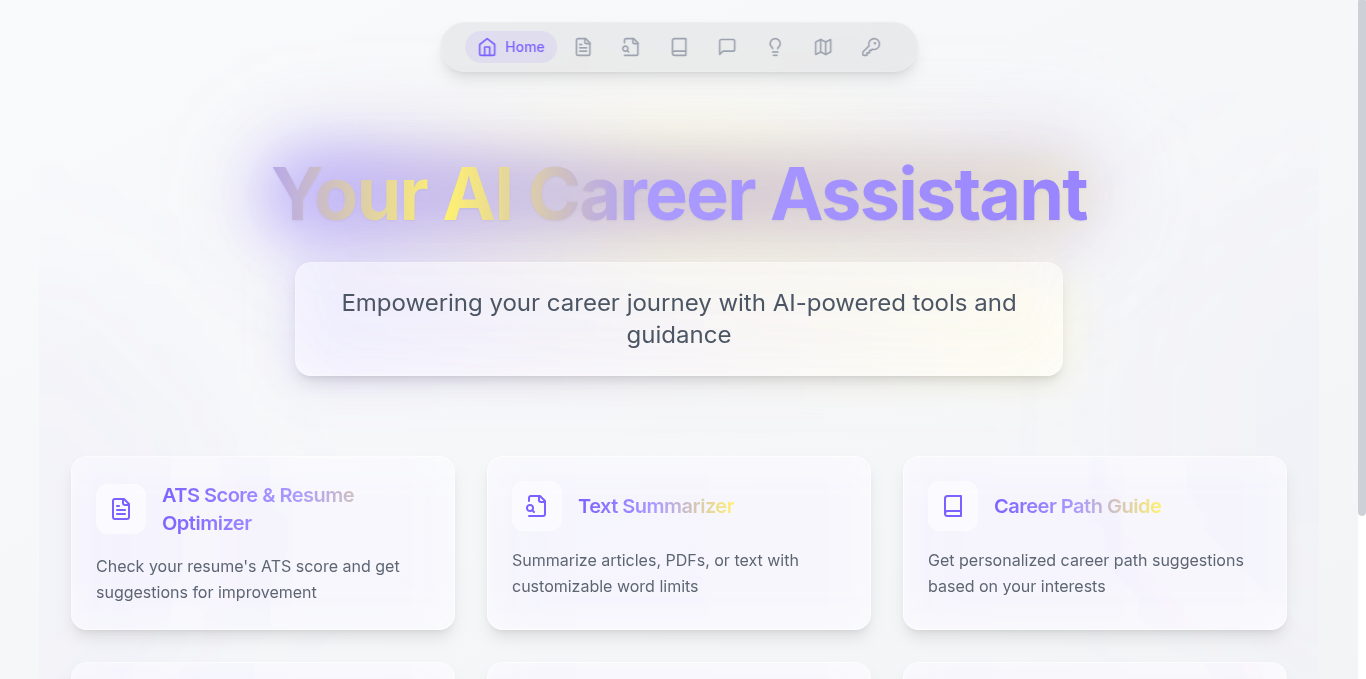 Home
Your AI Career Assistant
Empowering your career journey with AI-powered tools and
guidance
ATS Score & Resume
Optimizer
Check your resume's ATS score and get
suggestions for improvement
Text Summarizer
Summarize articles, PDFs, or text with
customizable word limits
Career Path Guide
Get personalized career path suggestions
based on your interests